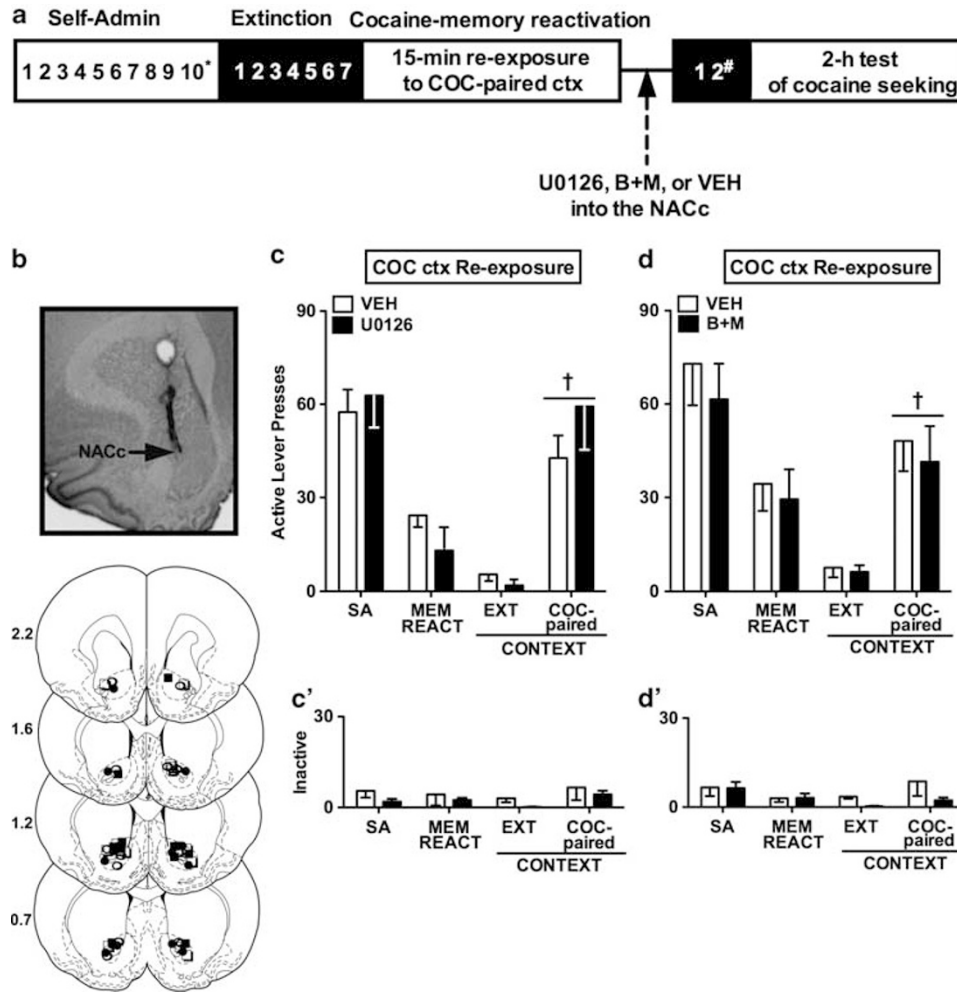 a
Self-Admin Extinction Cocaine-memory reactivation
1 2 3 4 5 6 7 8 9 10* 1 2 3 4 5 6 7 15-min re-exposure to COC-paired ctx 1 2# 2-h test of cocaine seeking
U0126, B+M, or VEH
into the NACc
b
NACc
2.2
1.6
1.2
0.7
c
COC ctx Re-exposure
VEH
U0126
Active Lever Presses
90
60
30
0
†
SA MEM REACT EXT COC-paired
CONTEXT
c'
Inactive
30
0
SA MEM REACT EXT COC-paired
CONTEXT
d
COC ctx Re-exposure
VEH
B+M
90
60
30
0
†
SA MEM REACT EXT COC-paired
CONTEXT
d'
30
0
SA MEM REACT EXT COC-paired
CONTEXT